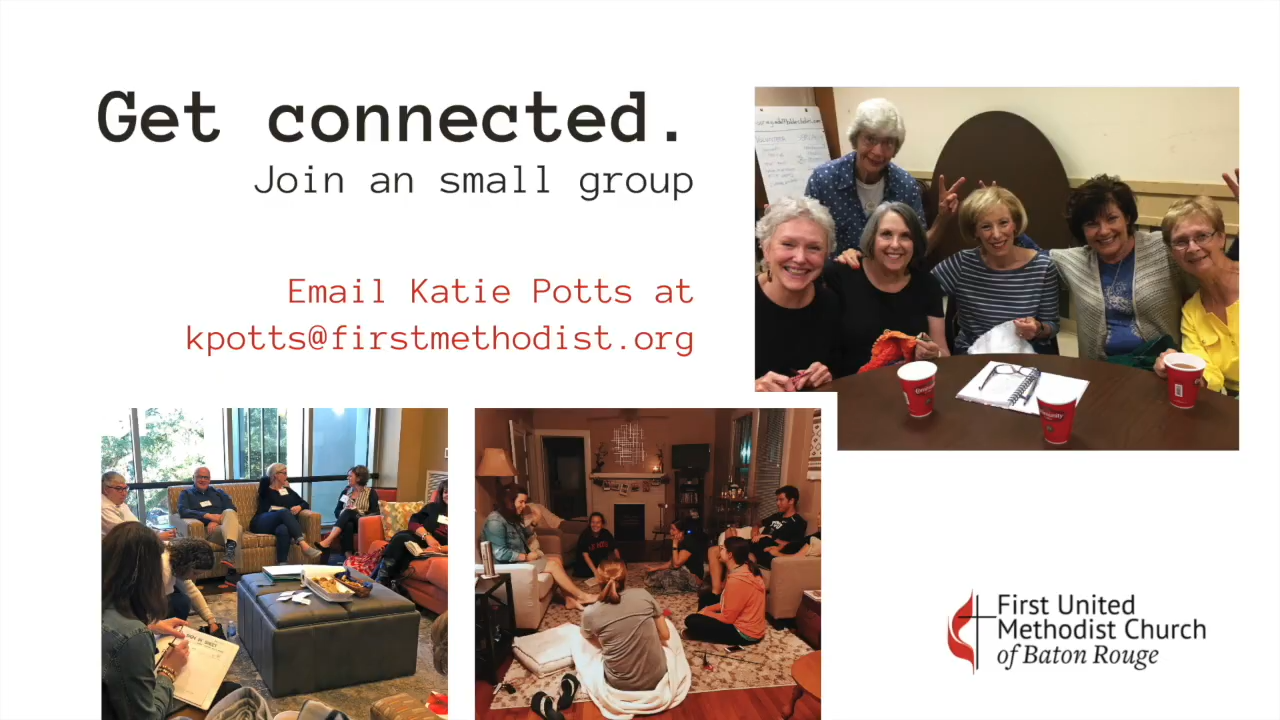 Get connected.
Join an small group
Email Katie Potts at
kpotts@firstmethodist.org
First United
Methodist Church
of Baton Rouge